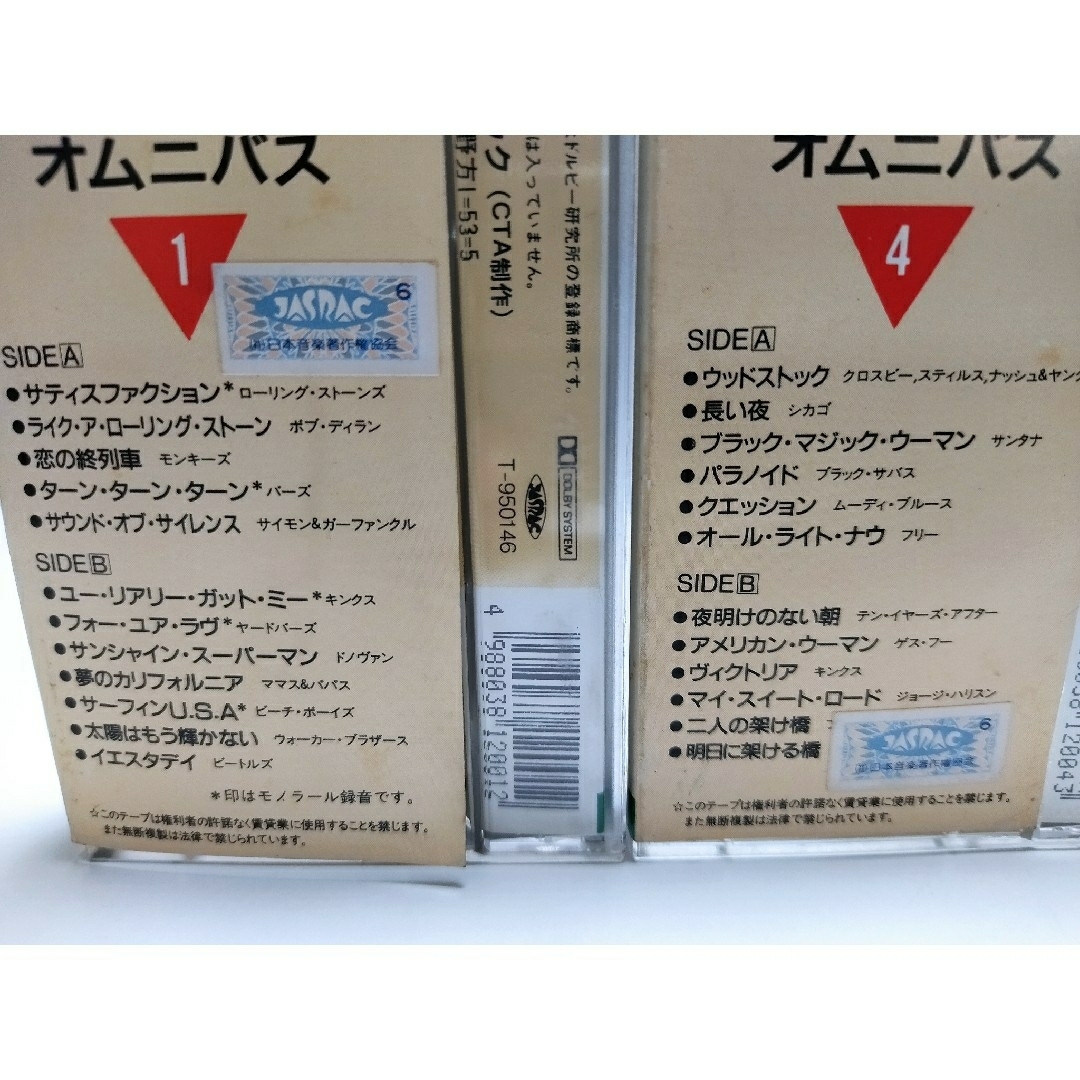 オムニバス
1
JASRAC
6
(社)日本音楽著作権協会
SIDE A
●サティスファクション* ローリング・ストーンズ
●ライク・ア・ローリング・ストーン ボブ・ディラン
●恋の終列車 モンキーズ
●ターン・ターン・ターン* バーズ
●サウンド・オブ・サイレンス サイモン&ガーファンクル
SIDE B
●ユー・リアリー・ガット・ミー* キンクス
●フォー・ユア・ラヴ* ヤードバーズ
●サンシャイン・スーパーマン ドノヴァン
●夢のカリフォルニア ママス&パパス
●サーフィンU.S.A* ビーチ・ボーイズ
●太陽はもう輝かない ウォーカー・ブラザース
●イエスタデイ ビートルズ
*印はモノラール録音です。
☆このテープは権利者の許諾なく賃貸業に使用することを禁じます。
また無断複製は法律で禁じられています。
ドルビー研究所の登録商標です。
は入っていません。
ック(CTA制作)
野方1=53=5
DOLBY SYSTEM
JASRAC
T-950146
4 988038 120012
オムニバス
4
SIDE A
●ウッドストック クロスビー,スティルス,ナッシュ&ヤング
●長い夜 シカゴ
●ブラック・マジック・ウーマン サンタナ
●パラノイド ブラック・サバス
●クエッション ムーディ・ブルース
●オール・ライト・ナウ フリー
SIDE B
●夜明けのない朝 テン・イヤーズ・アフター
●アメリカン・ウーマン ゲス・フー
●ヴィクトリア キンクス
●マイ・スイート・ロード ジョージ・ハリスン
●二人の架け橋
●明日に架ける橋
JASRAC
6
(社)日本音楽著作権協会
☆このテープは権利者の許諾なく賃貸業に使用することを禁じます。
また無断複製は法律で禁じられています。
120043